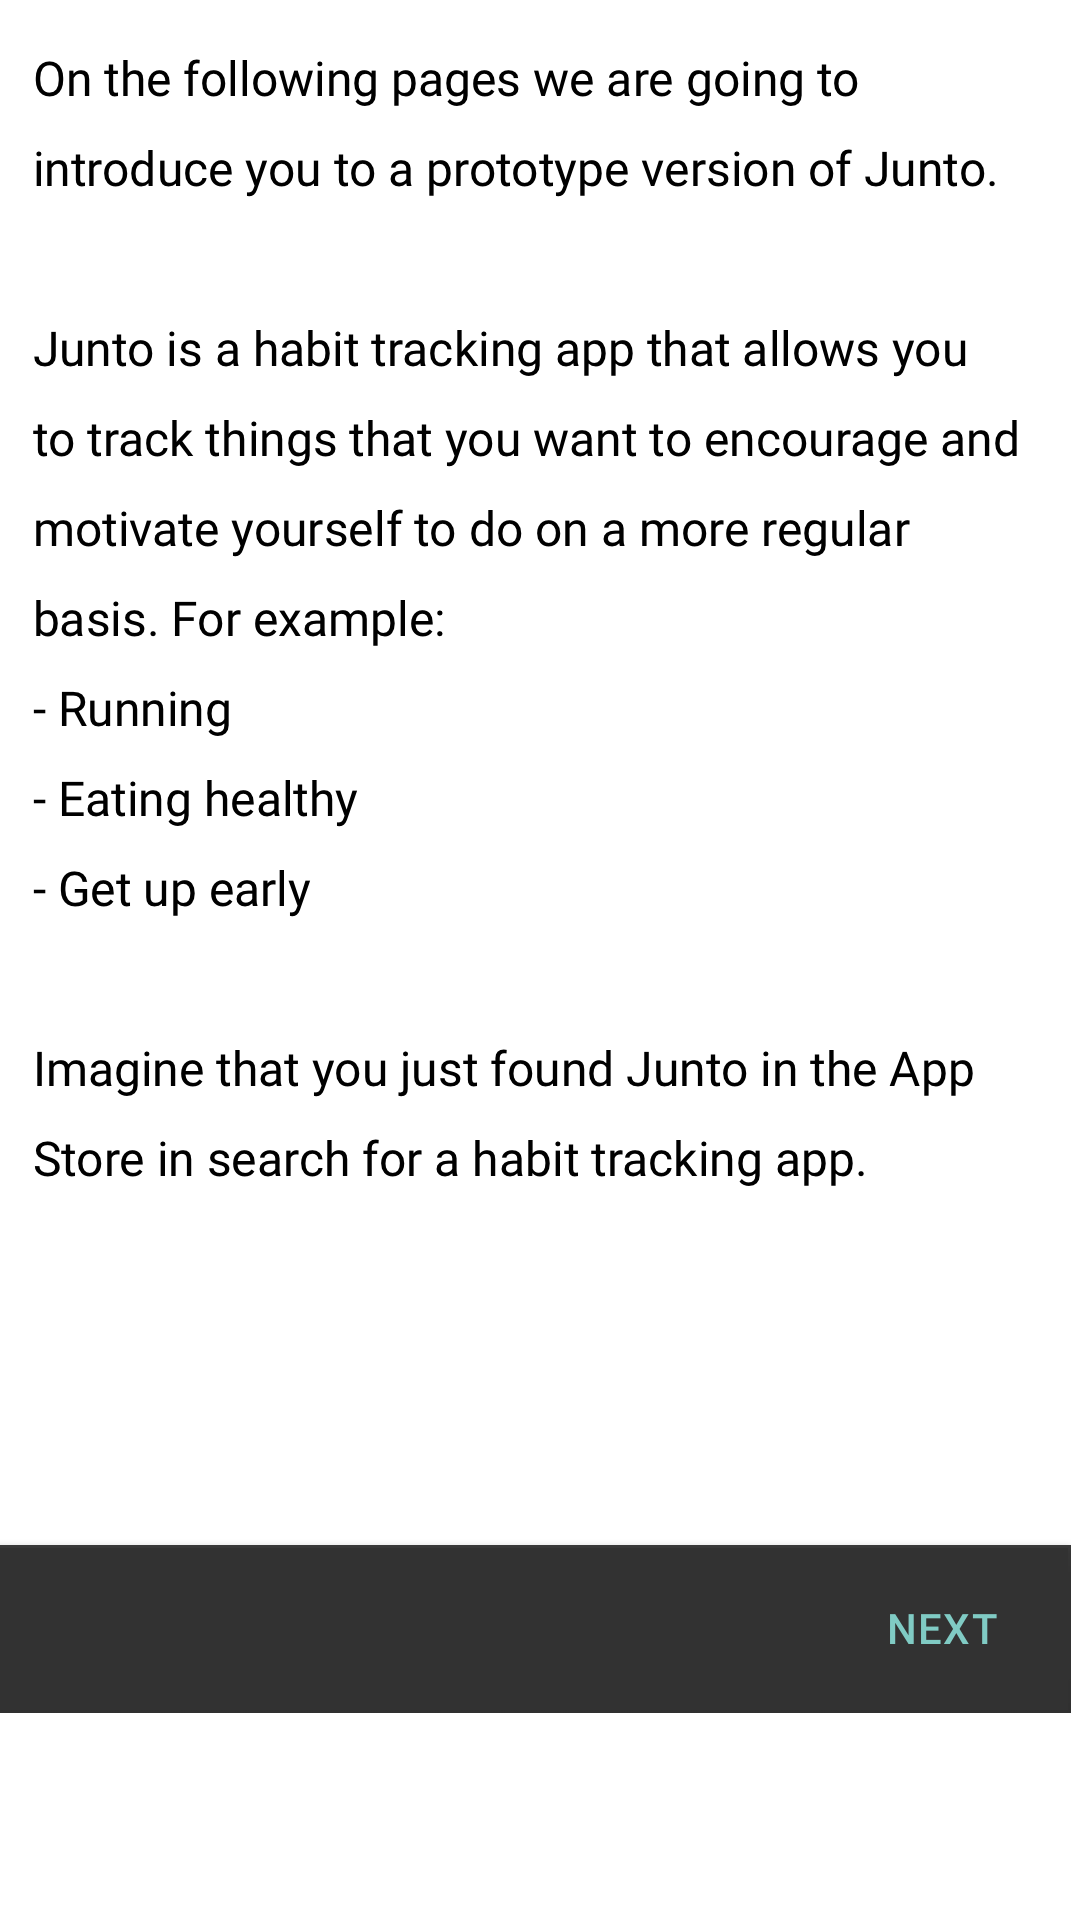 On the following pages we are going to
introduce you to a prototype version of Junto.
Junto is a habit tracking app that allows you
to track things that you want to encourage and
motivate yourself to do on a more regular
basis. For example:
- Running
- Eating healthy
- Get up early
Imagine that you just found Junto in the App
Store in search for a habit tracking app.
NEXT